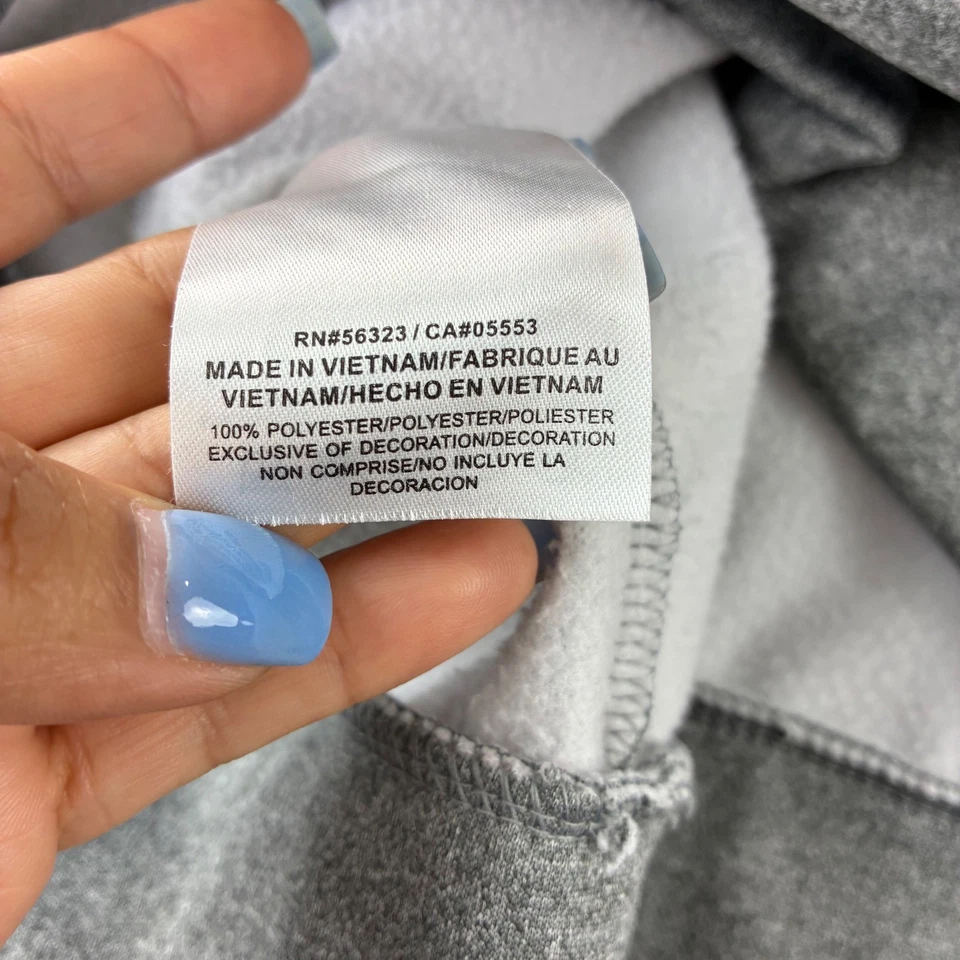 RN#56323 / CA#05553
MADE IN VIETNAM/FABRIQUE AU
VIETNAM/HECHO EN VIETNAM
100% POLYESTER/POLYESTER/POLIESTER
EXCLUSIVE OF DECORATION/DECORATION
NON COMPRISE/NO INCLUYE LA
DECORACION